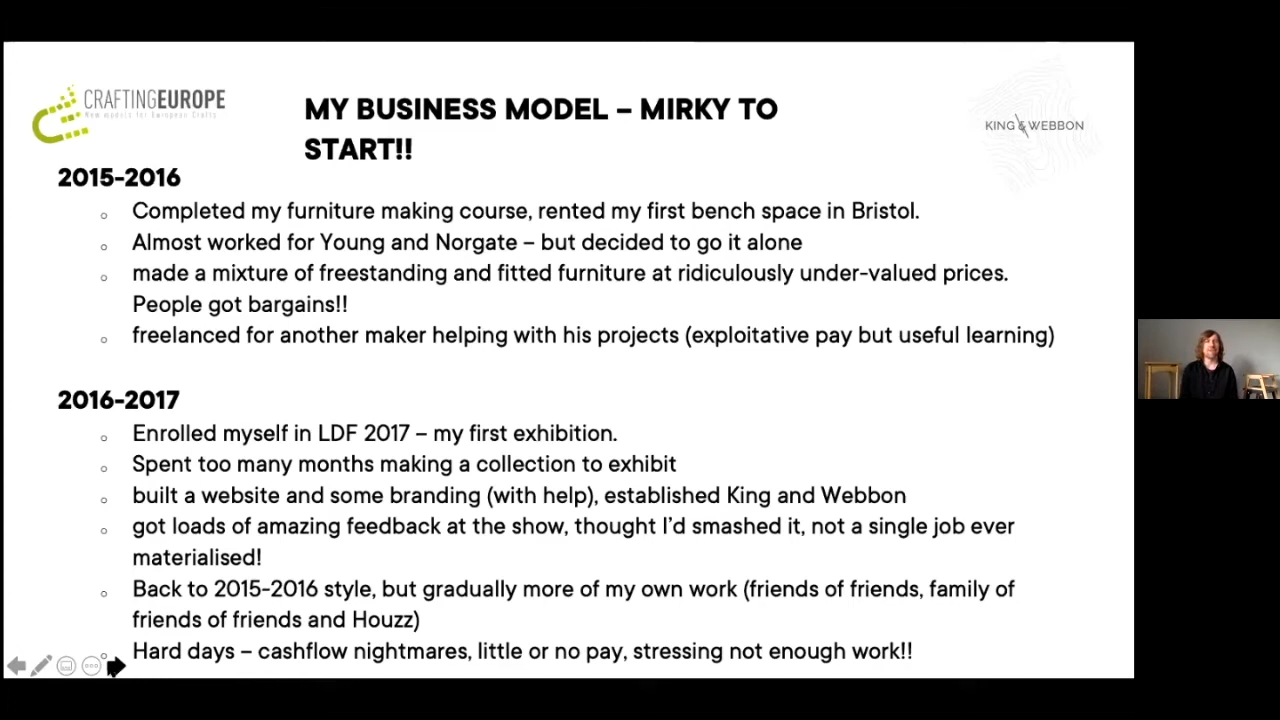 CRAFTINGEUROPE
New models for European Crafts
MY BUSINESS MODEL – MIRKY TO
START!!
KING & WEBBON
2015-2016
Completed my furniture making course, rented my first bench space in Bristol.
Almost worked for Young and Norgate – but decided to go it alone
made a mixture of freestanding and fitted furniture at ridiculously under-valued prices.
People got bargains!!
freelanced for another maker helping with his projects (exploitative pay but useful learning)
2016-2017
Enrolled myself in LDF 2017 – my first exhibition.
Spent too many months making a collection to exhibit
built a website and some branding (with help), established King and Webbon
got loads of amazing feedback at the show, thought I'd smashed it, not a single job ever
materialised!
Back to 2015-2016 style, but gradually more of my own work (friends of friends, family of
friends of friends and Houzz)
Hard days – cashflow nightmares, little or no pay, stressing not enough work!!